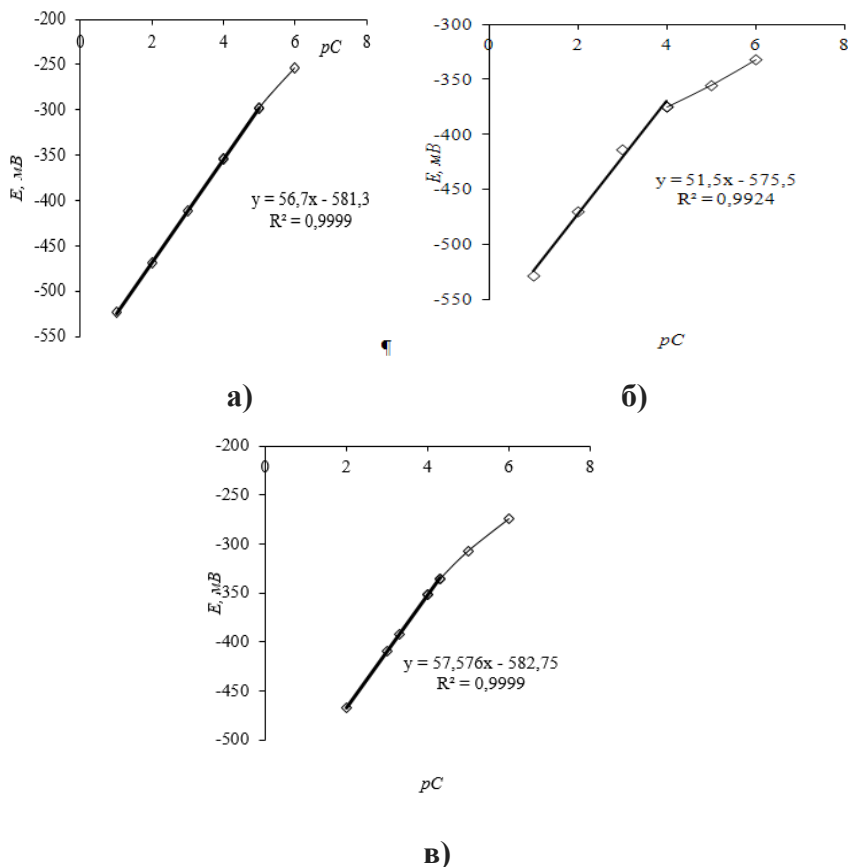 -200
0 2 4 pC 6 8
-250
-300
-350
-400
-450
-500
-550
E, мВ
y = 56,7x - 581,3
R² = 0,9999
¶
а)
-300
0 2 4 6 8
-350
-400
-450
-500
-550
E, мВ
y = 51,5x - 575,5
R² = 0,9924
pC
б)
-200
0 2 4 6 8
-250
-300
-350
-400
-450
-500
E, мВ
y = 57,576x - 582,75
R² = 0,9999
pC
в)